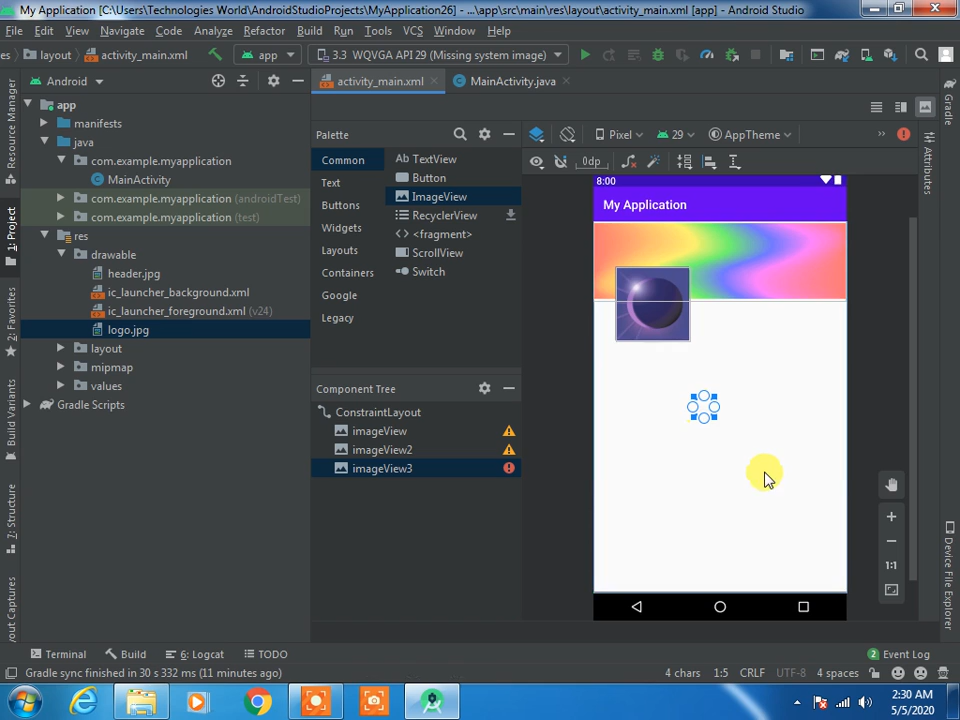 My Application [C:\Users\Technologies World\AndroidStudioProjects\MyApplication26] - ...\app\src\main\res\layout\activity_main.xml [app] - Android Studio
File Edit View Navigate Code Analyze Refactor Build Run Tools VCS Window Help
layout activity_main.xml app 3.3 WQVGA API 29 (Missing system image)
Android activity_main.xml MainActivity.java
Resource Manager
1: Project
2: Favorites
Build Variants
7: Structure
yout Captures
app
manifests
java
com.example.myapplication
MainActivity
com.example.myapplication (androidTest)
com.example.myapplication (test)
res
drawable
header.jpg
ic_launcher_background.xml
ic_launcher_foreground.xml (v24)
logo.jpg
layout
mipmap
values
Gradle Scripts
Palette
Common
Text
Buttons
Widgets
Layouts
Containers
Google
Legacy
Ab TextView
Button
ImageView
RecyclerView
<> <fragment>
ScrollView
Switch
Component Tree
ConstraintLayout
imageView
imageView2
imageView3
Pixel 29 AppTheme
0dp
8:00
My Application
1:1
Gradle
Attributes
Device File Explorer
Terminal Build 6: Logcat TODO 2 Event Log
Gradle sync finished in 30 s 332 ms (11 minutes ago) 4 chars 1:5 CRLF UTF-8 4 spaces
2:30 AM
5/5/2020